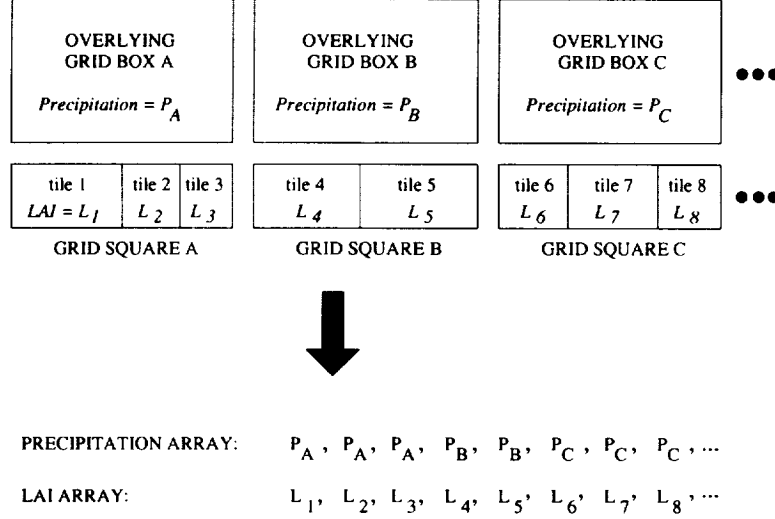 OVERLYING GRID BOX A
Precipitation = P_A
OVERLYING GRID BOX B
Precipitation = P_B
OVERLYING GRID BOX C
Precipitation = P_C
•••
tile 1 LAI = L_1
tile 2 L_2
tile 3 L_3
tile 4 L_4
tile 5 L_5
tile 6 L_6
tile 7 L_7
tile 8 L_8
•••
GRID SQUARE A
GRID SQUARE B
GRID SQUARE C
PRECIPITATION ARRAY: P_A, P_A, P_A, P_B, P_B, P_C, P_C, P_C, ...
LAI ARRAY: L_1, L_2, L_3, L_4, L_5, L_6, L_7, L_8, ...